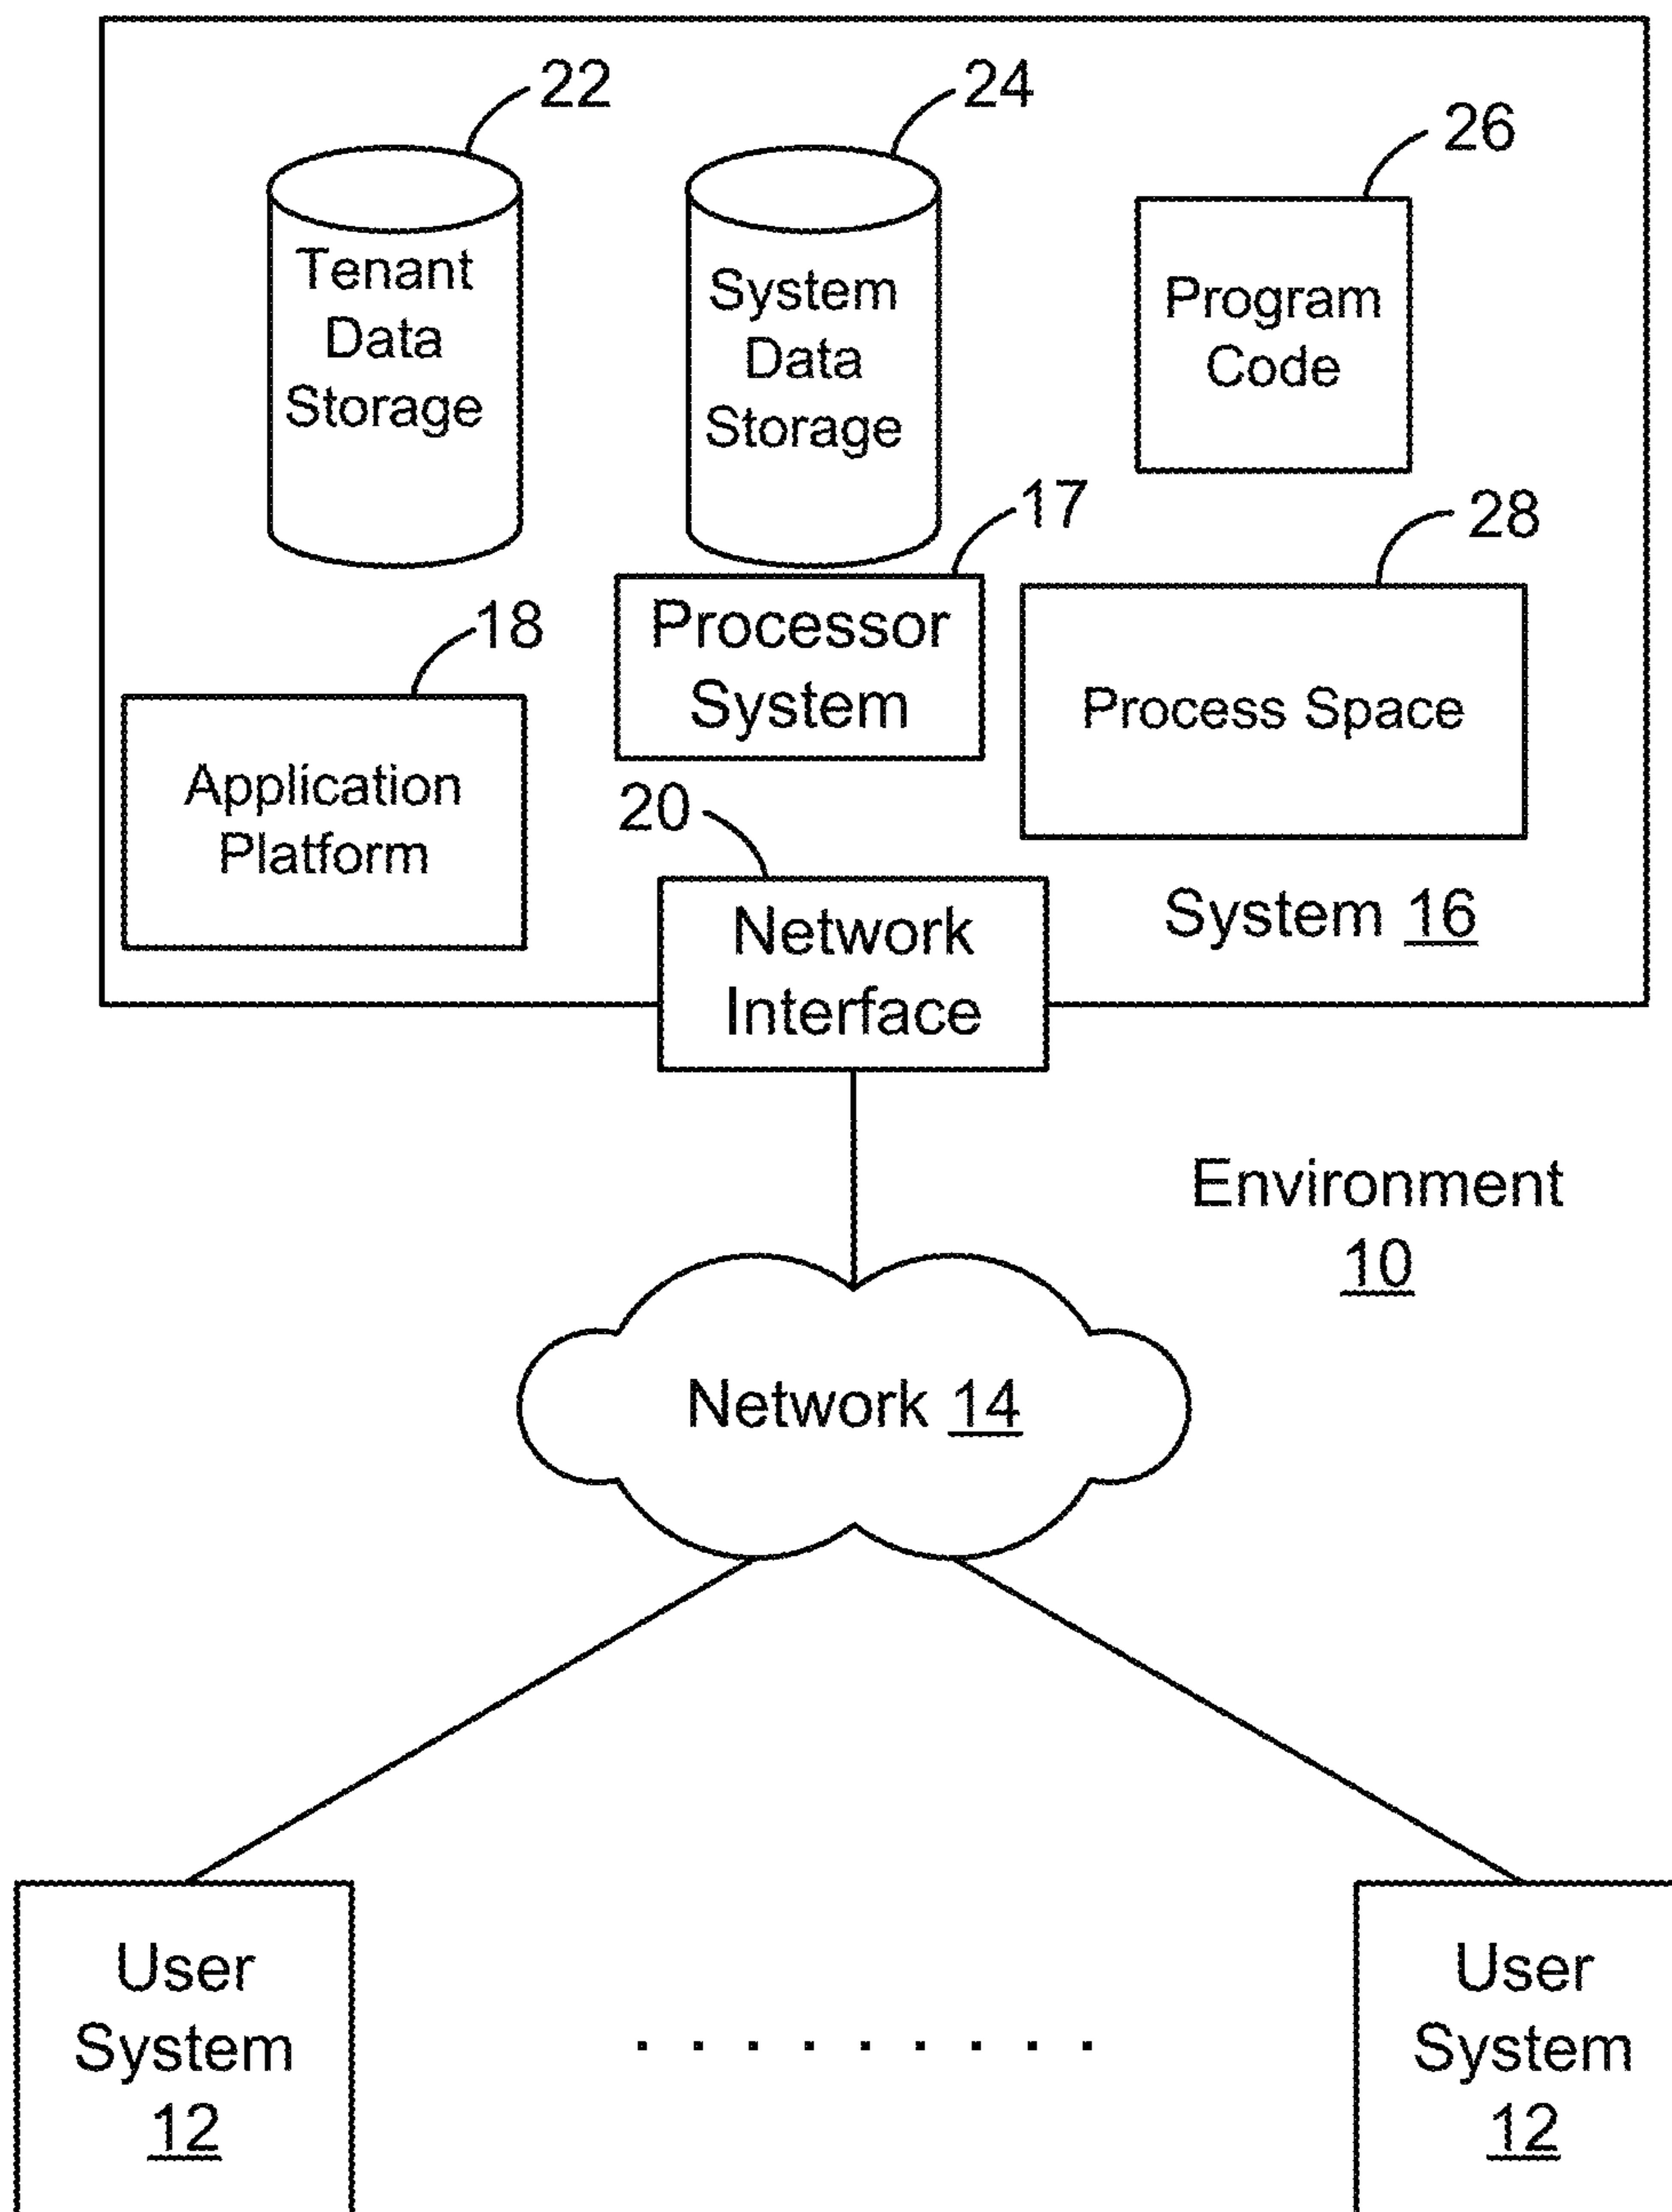 22
24
26
Tenant
Data
Storage
System
Data
Storage
Program
Code
17
28
18
Processor
System
Process Space
Application
Platform
20
Network
Interface
System 16
Environment
10
Network 14
User
System
12
. . . . . . . . .
User
System
12